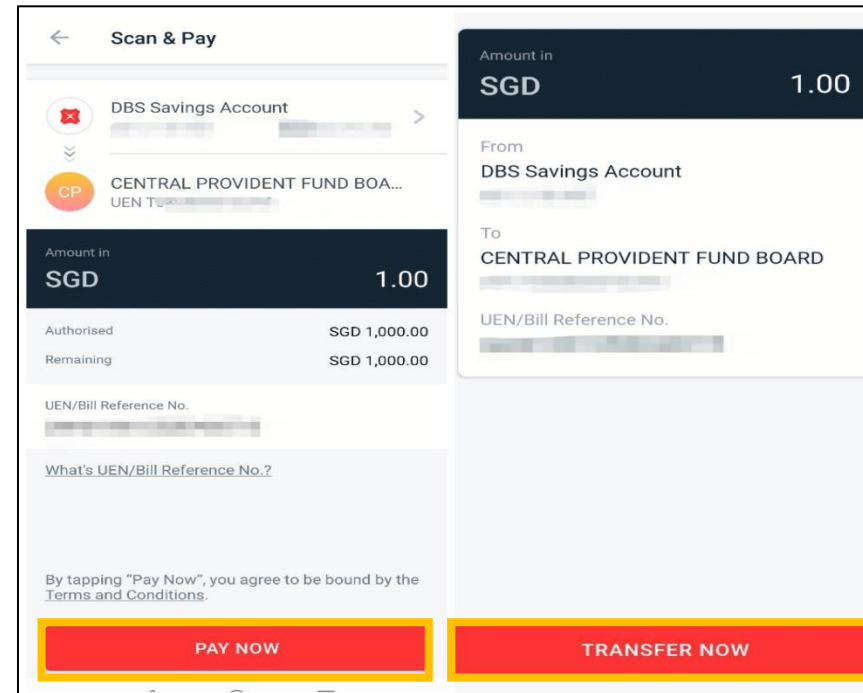 Scan & Pay
DBS Savings Account
CENTRAL PROVIDENT FUND BOA...
CP
UEN
Amount in
SGD 1.00
Authorised SGD 1,000.00
Remaining SGD 1,000.00
UEN/Bill Reference No.
What's UEN/Bill Reference No.?
By tapping "Pay Now", you agree to be bound by the
Terms and Conditions.
PAY NOW
Amount in
SGD 1.00
From
DBS Savings Account
To
CENTRAL PROVIDENT FUND BOARD
UEN/Bill Reference No.
TRANSFER NOW